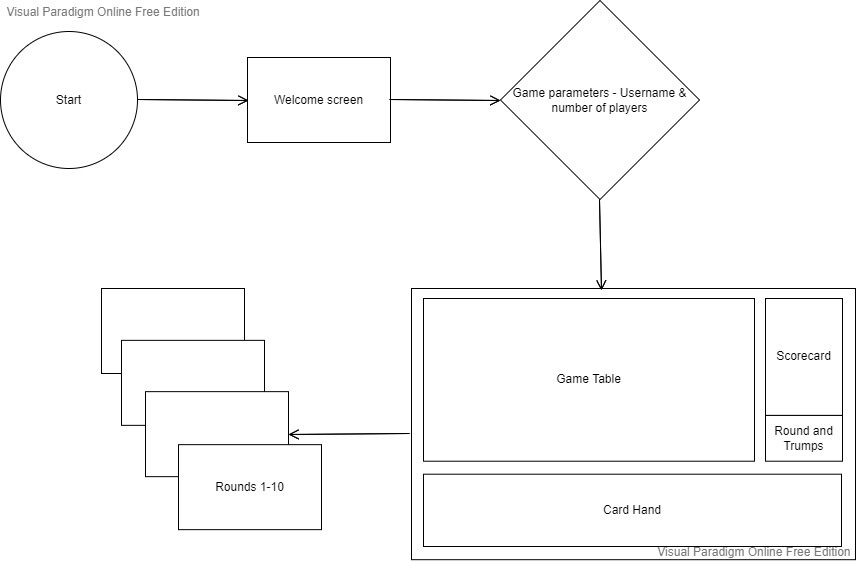 Visual Paradigm Online Free Edition
Start
Welcome screen
Game parameters - Username &
number of players
Game Table
Scorecard
Round and
Trumps
Rounds 1-10
Card Hand
Visual Paradigm Online Free Edition